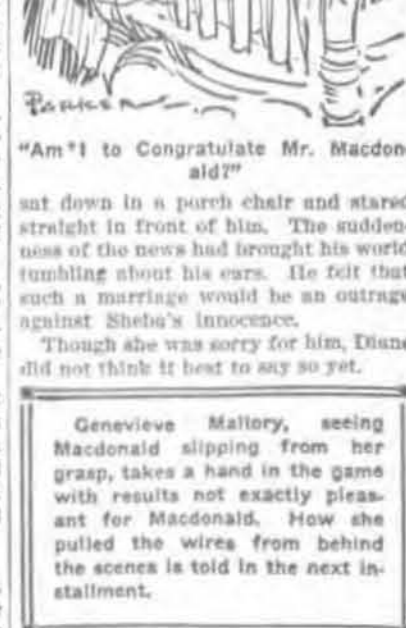 PARKER
"Am I to Congratulate Mr. Macdon-
ald?"
sat down in a porch chair and stared
straight in front of him. The sudden-
ness of the news had brought his world
tumbling about his ears. He felt that
such a marriage would be an outrage
against Sheba's innocence.
Though she was sorry for him, Diane
did not think it best to say so yet.
Genevieve Mallory, seeing
Macdonald slipping from her
grasp, takes a hand in the game
with results not exactly pleas-
ant for Macdonald. How she
pulled the wires from behind
the scenes is told in the next in-
stallment.